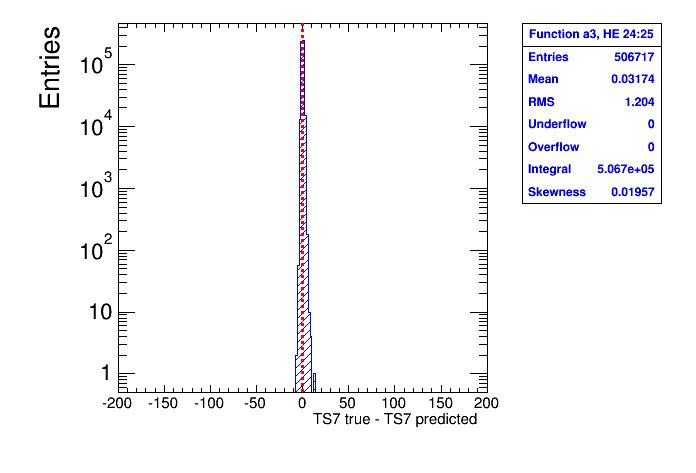 Entries
10^5
10^4
10^3
10^2
10
1
-200 -150 -100 -50 0 50 100 150 200
TS7 true - TS7 predicted
Function a3, HE 24:25
Entries 506717
Mean 0.03174
RMS 1.204
Underflow 0
Overflow 0
Integral 5.067e+05
Skewness 0.01957